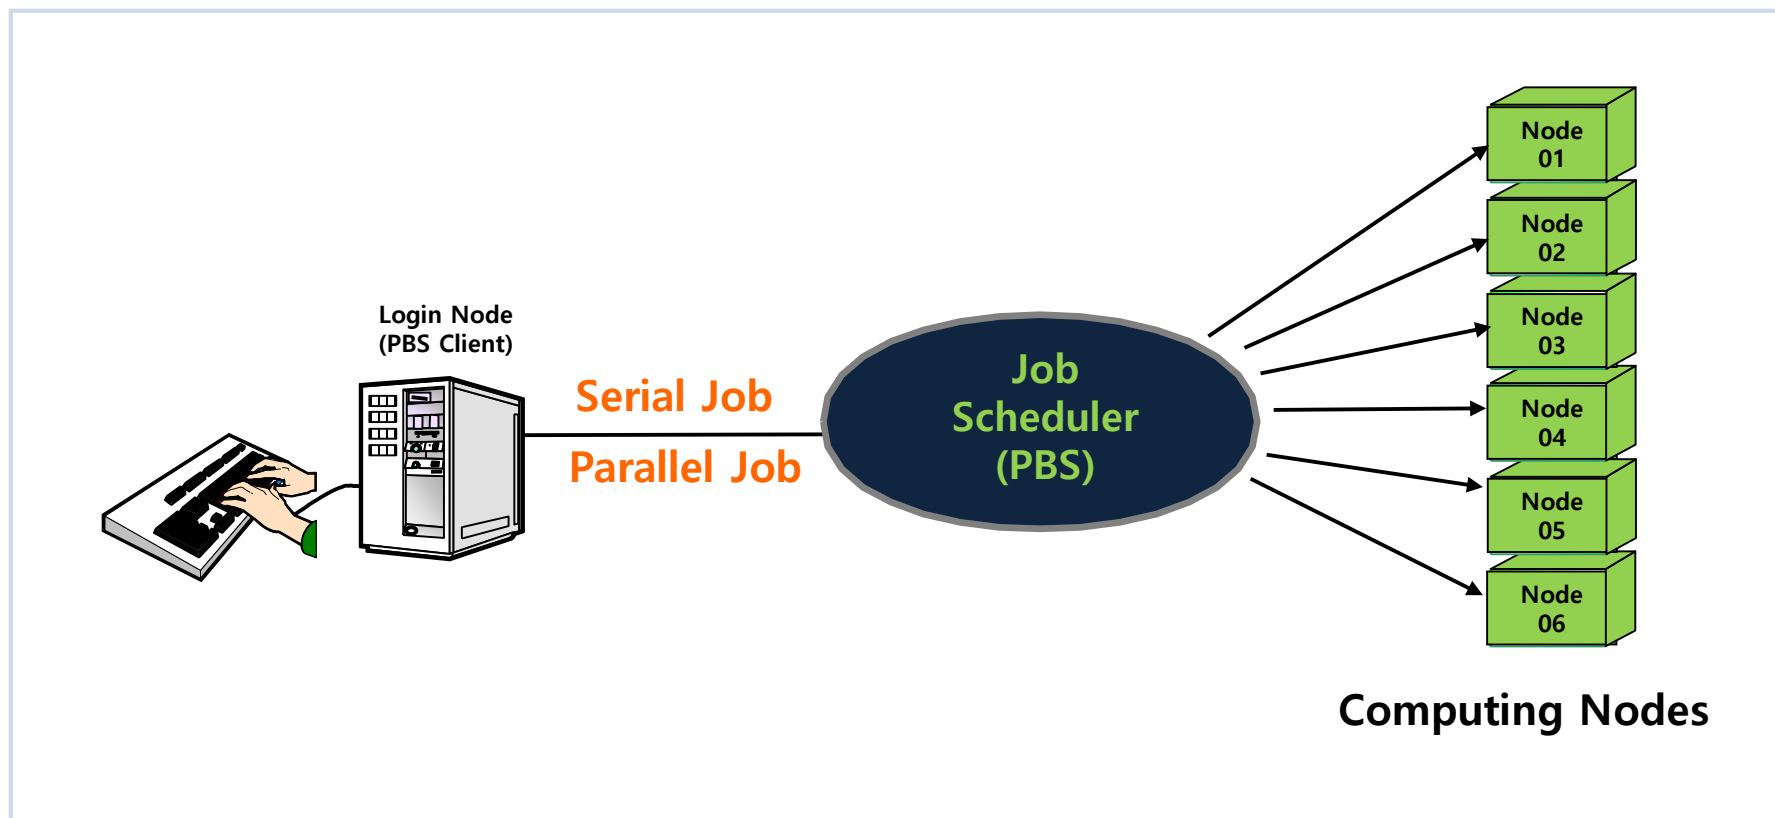 Login Node
(PBS Client)
Serial Job
Parallel Job
Job
Scheduler
(PBS)
Node
01
Node
02
Node
03
Node
04
Node
05
Node
06
Computing Nodes